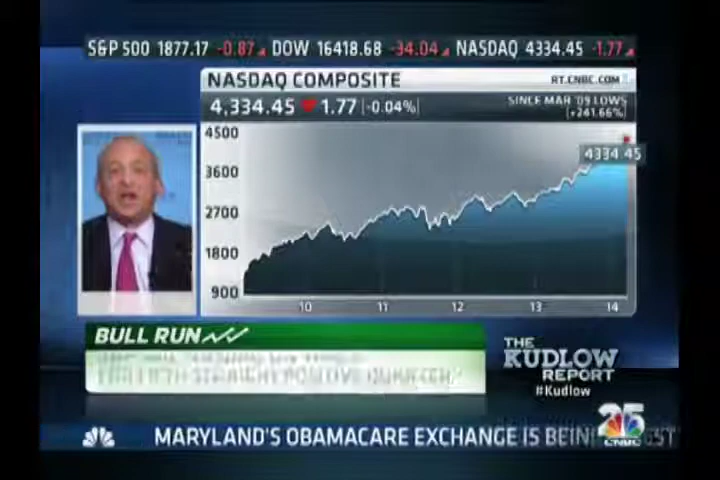 S&P 500 1877.17 -0.87 DOW 16418.68 -34.04 NASDAQ 4334.45 -1.77
NASDAQ COMPOSITE
RT.CNBC.COM
4,334.45 1.77 (-0.04%)
SINCE MAR '09 LOWS
(+241.66%)
4500
3600
2700
1800
900
4334.45
10 11 12 13 14
BULL RUN
THE
KUDLOW
REPORT
#Kudlow
25
CNBC
MARYLAND'S OBAMACARE EXCHANGE IS